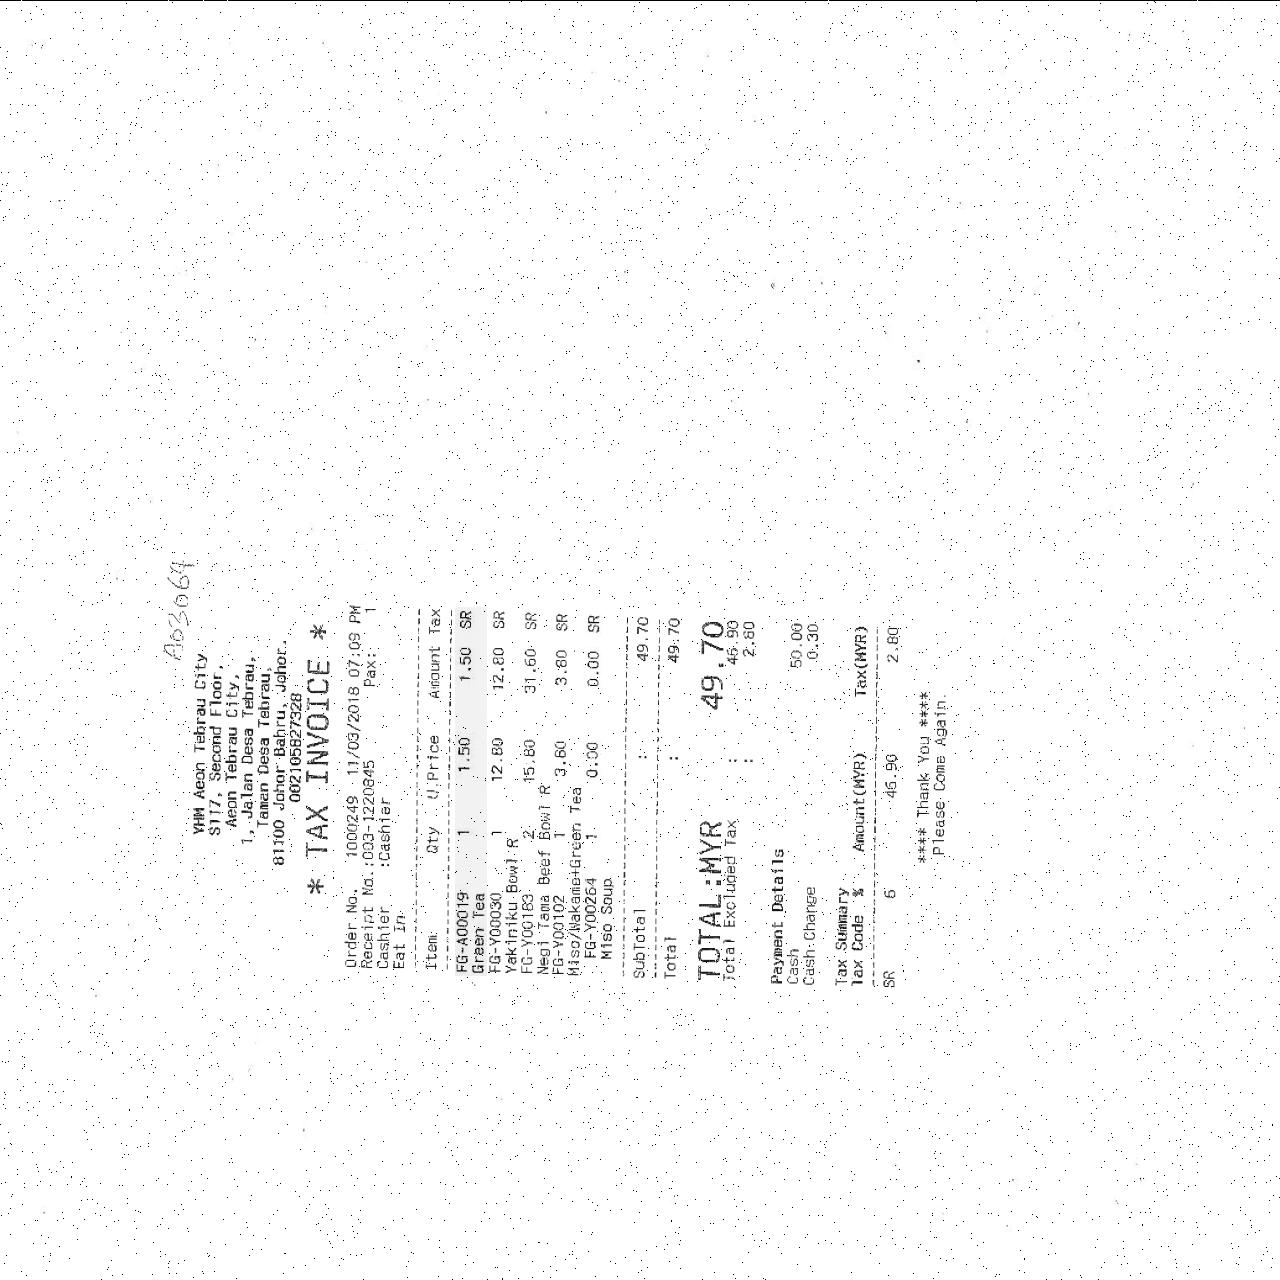 A03069
YHM Aeon Tebrau City
S117, Second Floor,
Aeon Tebrau City,
1, Jalan Desa Tebrau,
Taman Desa Tebrau,
81100 Johor Bahru, Johor.
002105827328
* TAX INVOICE *
Order No. 1000249 11/03/2018 07:09 PM
Receipt No.:003-1220845 Pax: 1
Cashier :Cashier
Eat In
Item Qty U.Price Amount Tax
FG-A00019 1 1.50 1.50 SR
Green Tea
FG-Y00030 1 12.80 12.80 SR
Yakiniku Bowl R
FG-Y00183 2 15.80 31.60 SR
Negi Tama Beef Bowl R
FG-Y00102 1 3.80 3.80 SR
Miso/Wakame+Green Tea
FG-Y00264 1 0.00 0.00 SR
Miso Soup
SubTotal : 49.70
Total : 49.70
TOTAL:MYR 49.70
Total Excluded Tax : 46.90
: 2.80
Payment Details
Cash 50.00
Cash Change 0.30
Tax Summary
Tax Code % Amount(MYR) Tax(MYR)
SR 6 46.90 2.80
**** Thank You ****
Please Come Again.